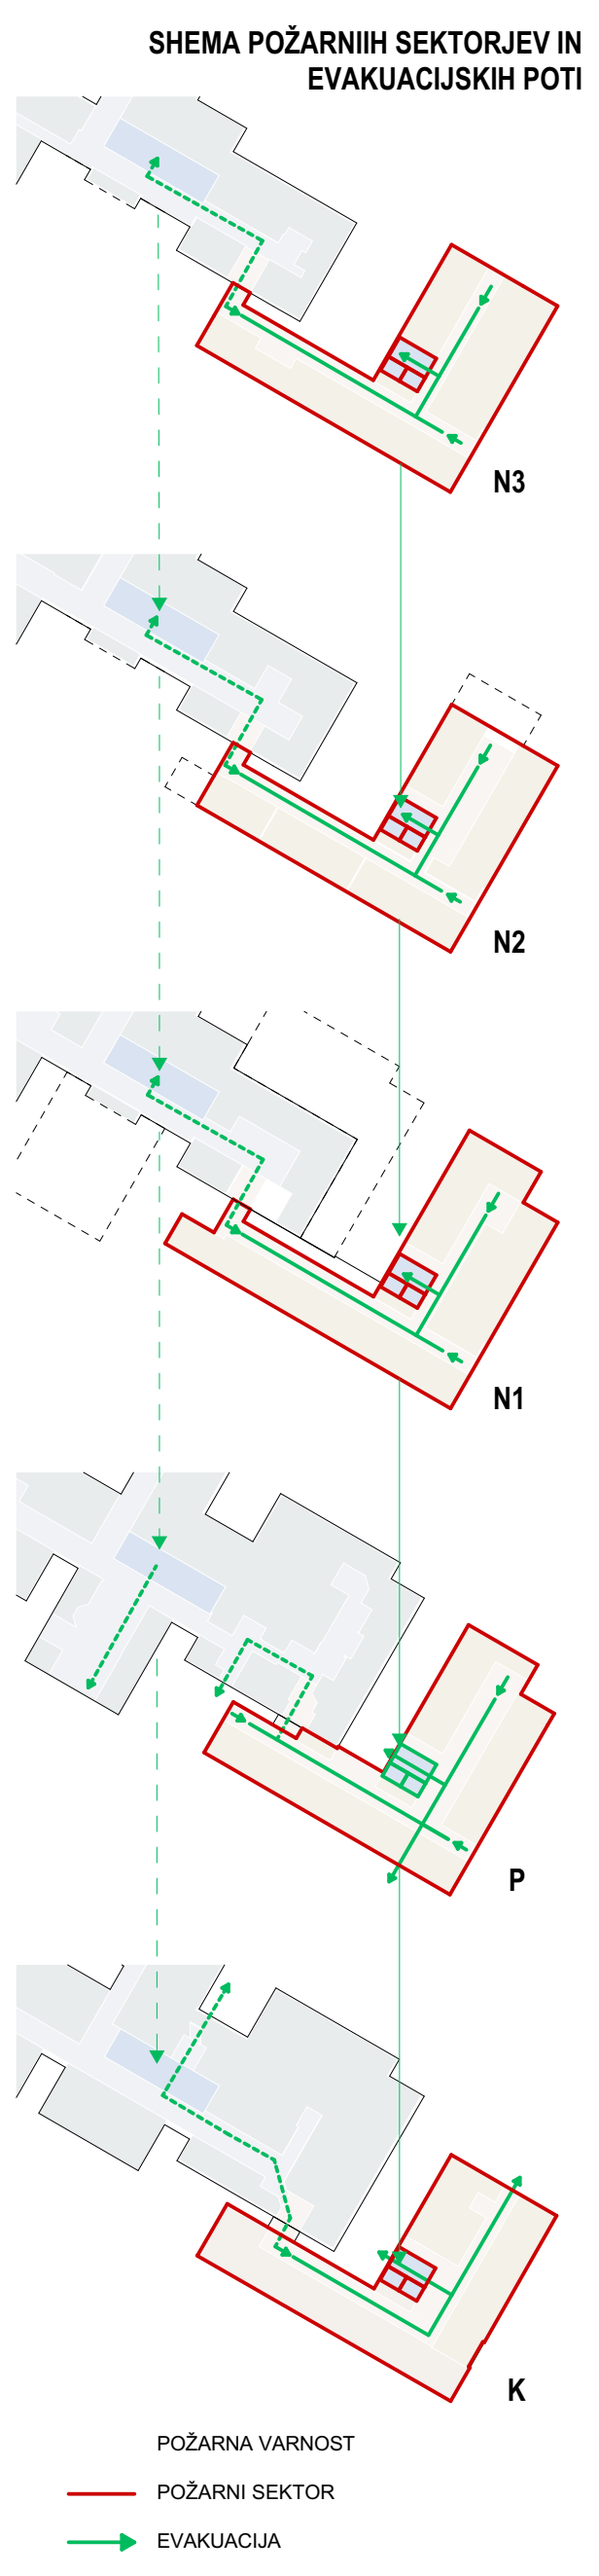 SHEMA POŽARNIIH SEKTORJEV IN
EVAKUACIJSKIH POTI
N3
N2
N1
P
K
POŽARNA VARNOST
POŽARNI SEKTOR
EVAKUACIJA